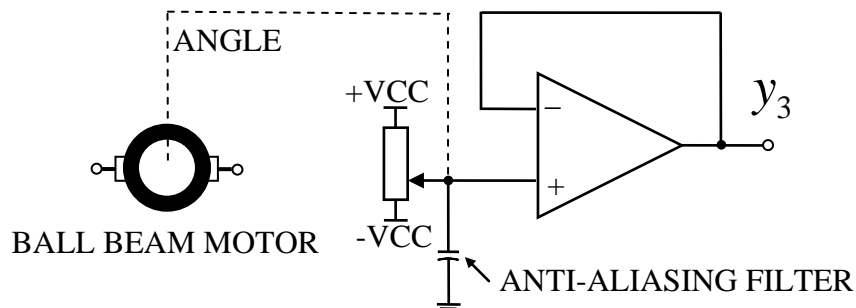 ANGLE
+VCC
−
y3
+
BALL BEAM MOTOR
-VCC
ANTI-ALIASING FILTER